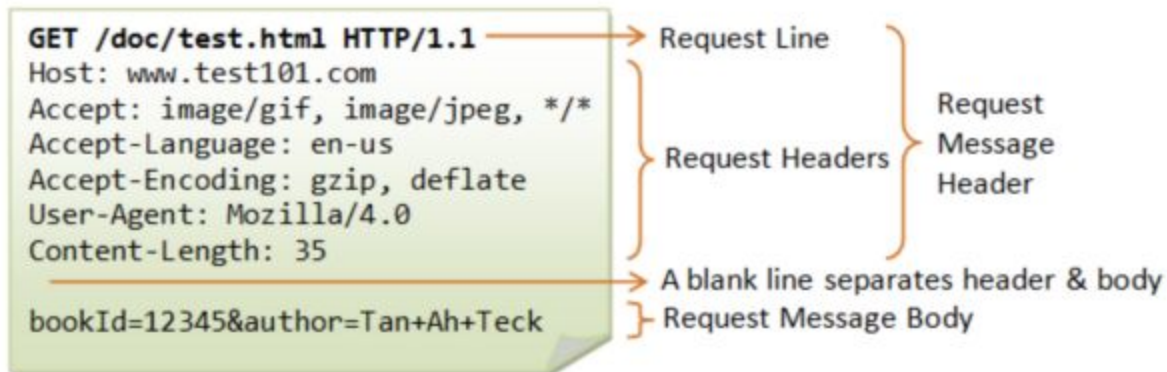 GET /doc/test.html HTTP/1.1
Host: www.test101.com
Accept: image/gif, image/jpeg, */*
Accept-Language: en-us
Accept-Encoding: gzip, deflate
User-Agent: Mozilla/4.0
Content-Length: 35
bookId=12345&author=Tan+Ah+Teck
Request Line
Request Headers
Request
Message
Header
A blank line separates header & body
Request Message Body